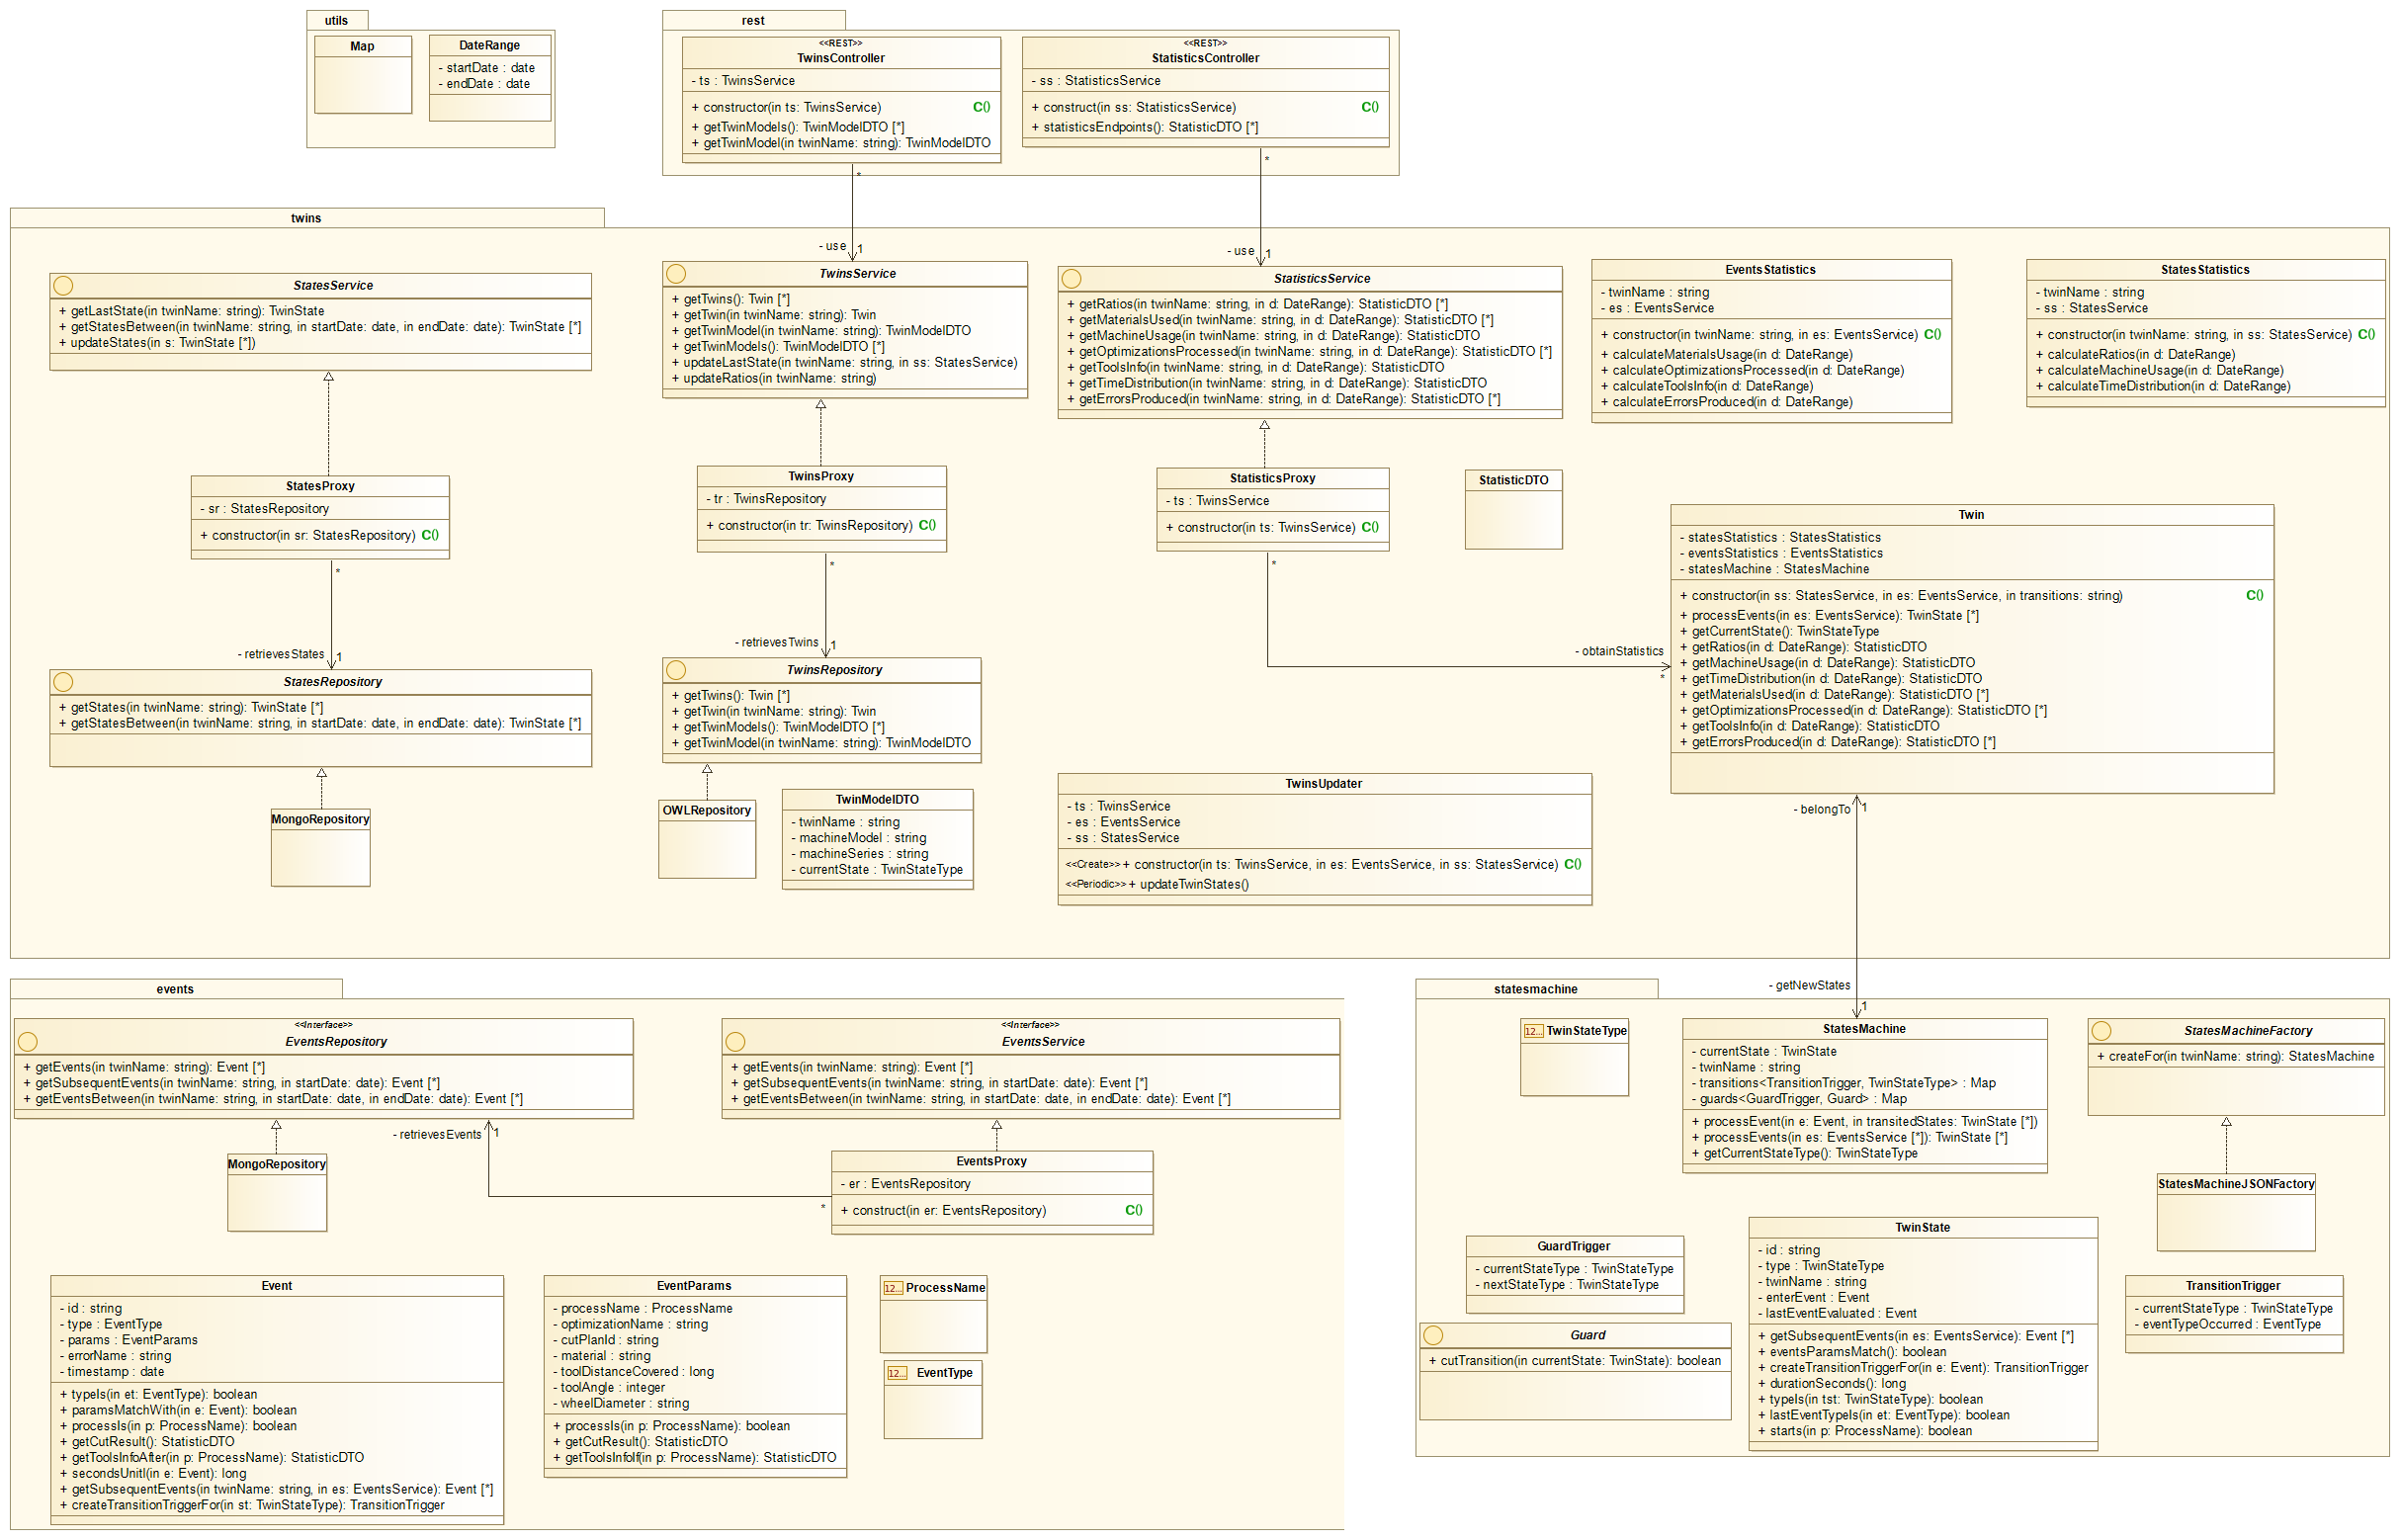 utils
Map
DateRange
- startDate : date
- endDate : date
rest
<<REST>>
TwinsController
- ts : TwinsService
+ constructor(in ts: TwinsService) C()
+ getTwinModels(): TwinModelDTO [*]
+ getTwinModel(in twinName: string): TwinModelDTO
<<REST>>
StatisticsController
- ss : StatisticsService
+ construct(in ss: StatisticsService) C()
+ statisticsEndpoints(): StatisticDTO [*]
*
*
twins
- use
1
- use
1
StatesService
+ getLastState(in twinName: string): TwinState
+ getStatesBetween(in twinName: string, in startDate: date, in endDate: date): TwinState [*]
+ updateStates(in s: TwinState [*])
TwinsService
+ getTwins(): Twin [*]
+ getTwin(in twinName: string): Twin
+ getTwinModel(in twinName: string): TwinModelDTO
+ getTwinModels(): TwinModelDTO [*]
+ updateLastState(in twinName: string, in ss: StatesService)
+ updateRatios(in twinName: string)
StatisticsService
+ getRatios(in twinName: string, in d: DateRange): StatisticDTO [*]
+ getMaterialsUsed(in twinName: string, in d: DateRange): StatisticDTO [*]
+ getMachineUsage(in twinName: string, in d: DateRange): StatisticDTO
+ getOptimizationsProcessed(in twinName: string, in d: DateRange): StatisticDTO [*]
+ getToolsInfo(in twinName: string, in d: DateRange): StatisticDTO
+ getTimeDistribution(in twinName: string, in d: DateRange): StatisticDTO
+ getErrorsProduced(in twinName: string, in d: DateRange): StatisticDTO [*]
EventsStatistics
- twinName : string
- es : EventsService
+ constructor(in twinName: string, in es: EventsService) C()
+ calculateMaterialsUsage(in d: DateRange)
+ calculateOptimizationsProcessed(in d: DateRange)
+ calculateToolsInfo(in d: DateRange)
+ calculateErrorsProduced(in d: DateRange)
StatesStatistics
- twinName : string
- ss : StatesService
+ constructor(in twinName: string, in ss: StatesService) C()
+ calculateRatios(in d: DateRange)
+ calculateMachineUsage(in d: DateRange)
+ calculateTimeDistribution(in d: DateRange)
StatesProxy
- sr : StatesRepository
+ constructor(in sr: StatesRepository) C()
TwinsProxy
- tr : TwinsRepository
+ constructor(in tr: TwinsRepository) C()
StatisticsProxy
- ts : TwinsService
+ constructor(in ts: TwinsService) C()
StatisticDTO
Twin
- statesStatistics : StatesStatistics
- eventsStatistics : EventsStatistics
- statesMachine : StatesMachine
+ constructor(in ss: StatesService, in es: EventService, in transitions: string) C()
+ processEvents(in es: EventsService): TwinState [*]
+ getCurrentState(): TwinStateType
+ getRatios(in d: DateRange): StatisticDTO
+ getMachineUsage(in d: DateRange): StatisticDTO
+ getTimeDistribution(in d: DateRange): StatisticDTO
+ getMaterialsUsed(in d: DateRange): StatisticDTO [*]
+ getOptimizationsProcessed(in d: DateRange): StatisticDTO [*]
+ getToolsInfo(in d: DateRange): StatisticDTO
+ getErrorsProduced(in d: DateRange): StatisticDTO [*]
*
- retrievesStates
1
*
- retrievesTwins
1
*
- obtainStatistics
*
StatesRepository
+ getStates(in twinName: string): TwinState [*]
+ getStatesBetween(in twinName: string, in startDate: date, in endDate: date): TwinState [*]
MongoRepository
TwinsRepository
+ getTwins(): Twin [*]
+ getTwin(in twinName: string): Twin
+ getTwinModels(): TwinModelDTO [*]
+ getTwinModel(in twinName: string): TwinModelDTO
OWLRepository
TwinModelDTO
- twinName : string
- machineModel : string
- machineSeries : string
- currentState : TwinStateType
TwinsUpdater
- ts : TwinsService
- es : EventsService
- ss : StatesService
<<Create>> + constructor(in ts: TwinsService, in es: EventsService, in ss: StatesService) C()
<<Periodic>> + updateTwinStates()
- belongTo
1
- getNewStates
1
events
<<Interface>>
EventsRepository
+ getEvents(in twinName: string): Event [*]
+ getSubsequentEvents(in twinName: string, in startDate: date): Event [*]
+ getEventsBetween(in twinName: string, in startDate: date, in endDate: date): Event [*]
<<Interface>>
EventsService
+ getEvents(in twinName: string): Event [*]
+ getSubsequentEvents(in twinName: string, in startDate: date): Event [*]
+ getEventsBetween(in twinName: string, in startDate: date, in endDate: date): Event [*]
- retrievesEvents
1
MongoRepository
EventsProxy
- er : EventsRepository
+ construct(in er: EventsRepository) C()
*
Event
- id : string
- type : EventType
- params : EventParams
- errorName : string
- timestamp : date
+ typeIs(in et: EventType): boolean
+ paramsMatchWith(in e: Event): boolean
+ processIs(in p: ProcessName): boolean
+ getCutResult(): StatisticDTO
+ getToolsInfoAfter(in p: ProcessName): StatisticDTO
+ secondsUnitl(in e: Event): long
+ getSubsequentEvents(in twinName: string, in es: EventsService): Event [*]
+ createTransitionTriggerFor(in st: TwinStateType): TransitionTrigger
EventParams
- processName : ProcessName
- optimizationName : string
- cutPlanId : string
- material : string
- toolDistanceCovered : long
- toolAngle : integer
- wheelDiameter : string
+ processIs(in p: ProcessName): boolean
+ getCutResult(): StatisticDTO
+ getToolsInfoIf(in p: ProcessName): StatisticDTO
12... ProcessName
12... EventType
statesmachine
12... TwinStateType
StatesMachine
- currentState : TwinState
- twinName : string
- transitions<TransitionTrigger, TwinStateType> : Map
- guards<GuardTrigger, Guard> : Map
+ processEvent(in e: Event, in transitedStates: TwinState [*])
+ processEvents(in es: EventsService [*]): TwinState [*]
+ getCurrentStateType(): TwinStateType
StatesMachineFactory
+ createFor(in twinName: string): StatesMachine
StatesMachineJSONFactory
GuardTrigger
- currentStateType : TwinStateType
- nextStateType : TwinStateType
Guard
+ cutTransition(in currentState: TwinState): boolean
TwinState
- id : string
- type : TwinStateType
- twinName : string
- enterEvent : Event
- lastEventEvaluated : Event
+ getSubsequentEvents(in es: EventsService): Event [*]
+ eventsParamsMatch(): boolean
+ createTransitionTriggerFor(in e: Event): TransitionTrigger
+ durationSeconds(): long
+ typeIs(in tst: TwinStateType): boolean
+ lastEventTypeIs(in et: EventType): boolean
+ starts(in p: ProcessName): boolean
TransitionTrigger
- currentStateType : TwinStateType
- eventTypeOccurred : EventType